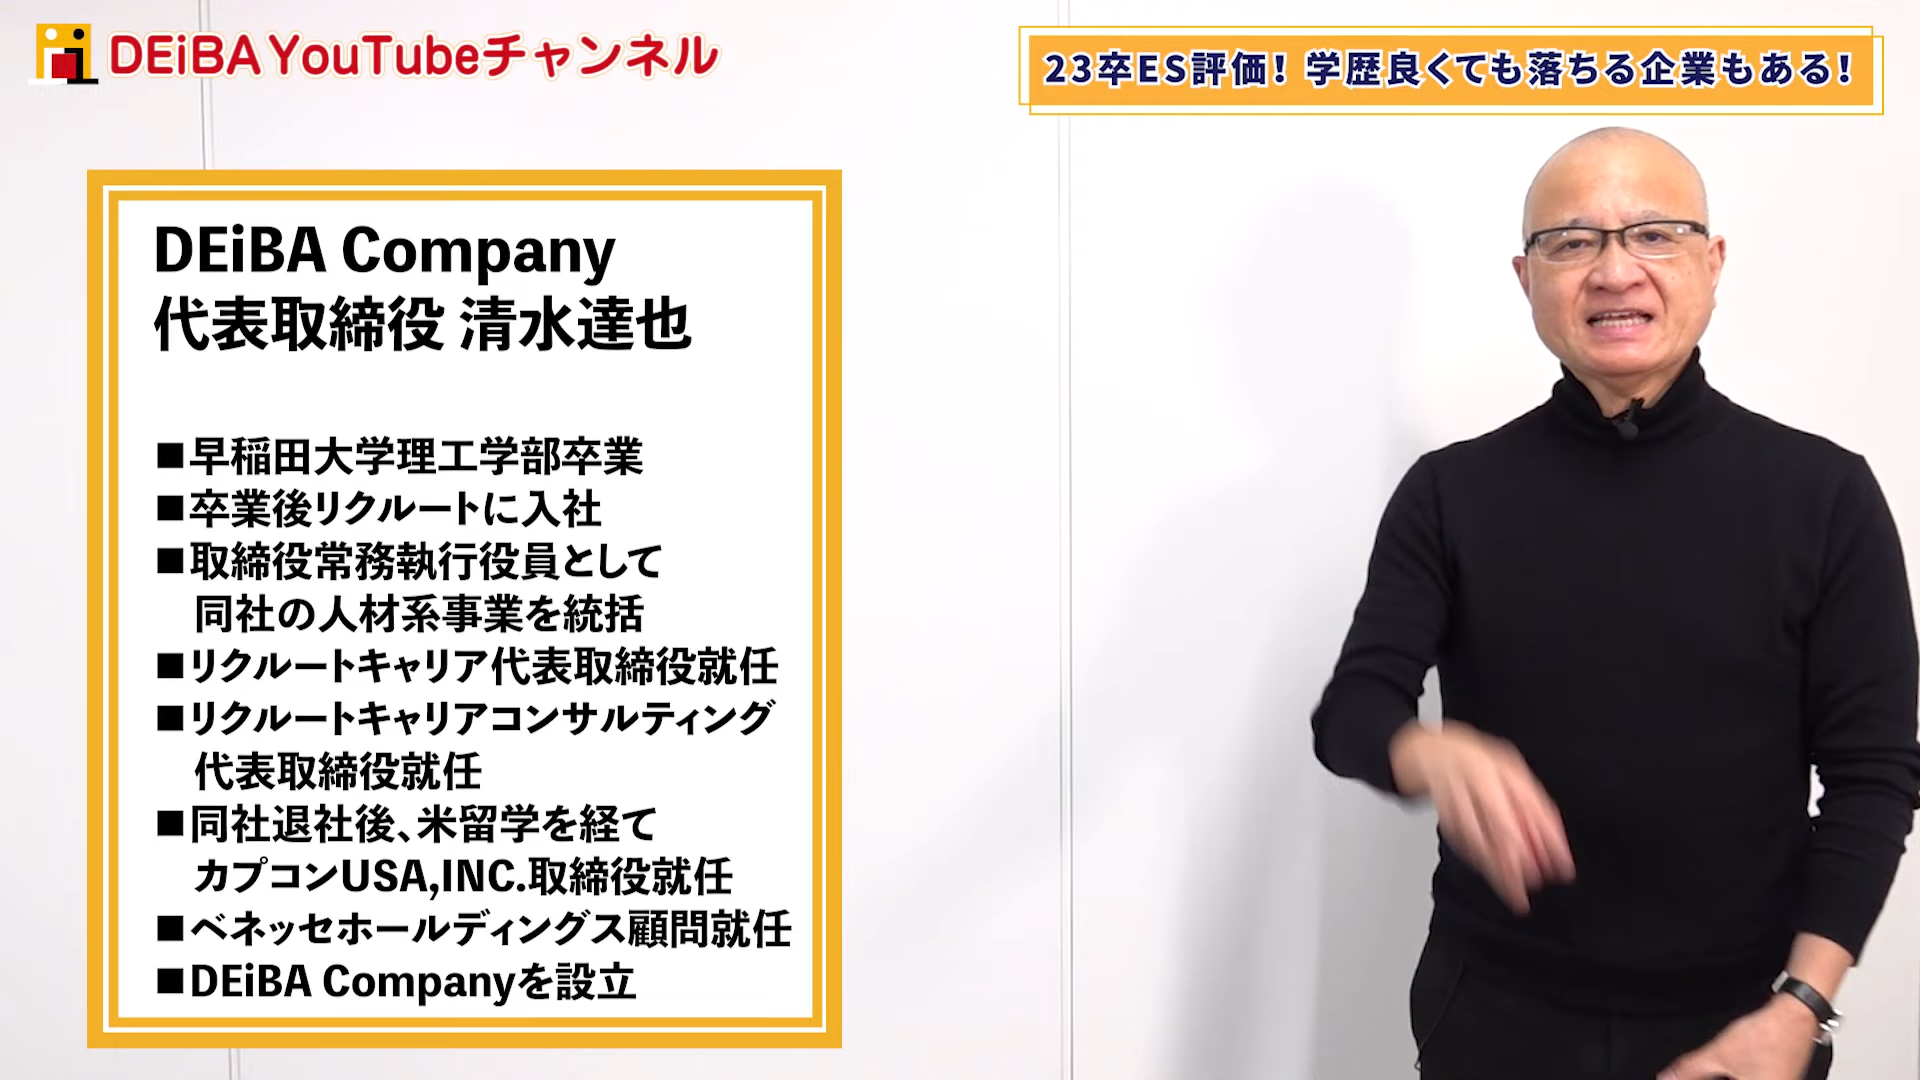 DEiBA YouTubeチャンネル
23卒ES評価！学歴良くても落ちる企業もある！
DEiBA Company
代表取締役 清水達也
■早稲田大学理工学部卒業
■卒業後リクルートに入社
■取締役常務執行役員として
同社の人材系事業を統括
■リクルートキャリア代表取締役就任
■リクルートキャリアコンサルティング
代表取締役就任
■同社退社後、米留学を経て
カプコンUSA,INC.取締役就任
■ベネッセホールディングス顧問就任
■DEiBA Companyを設立